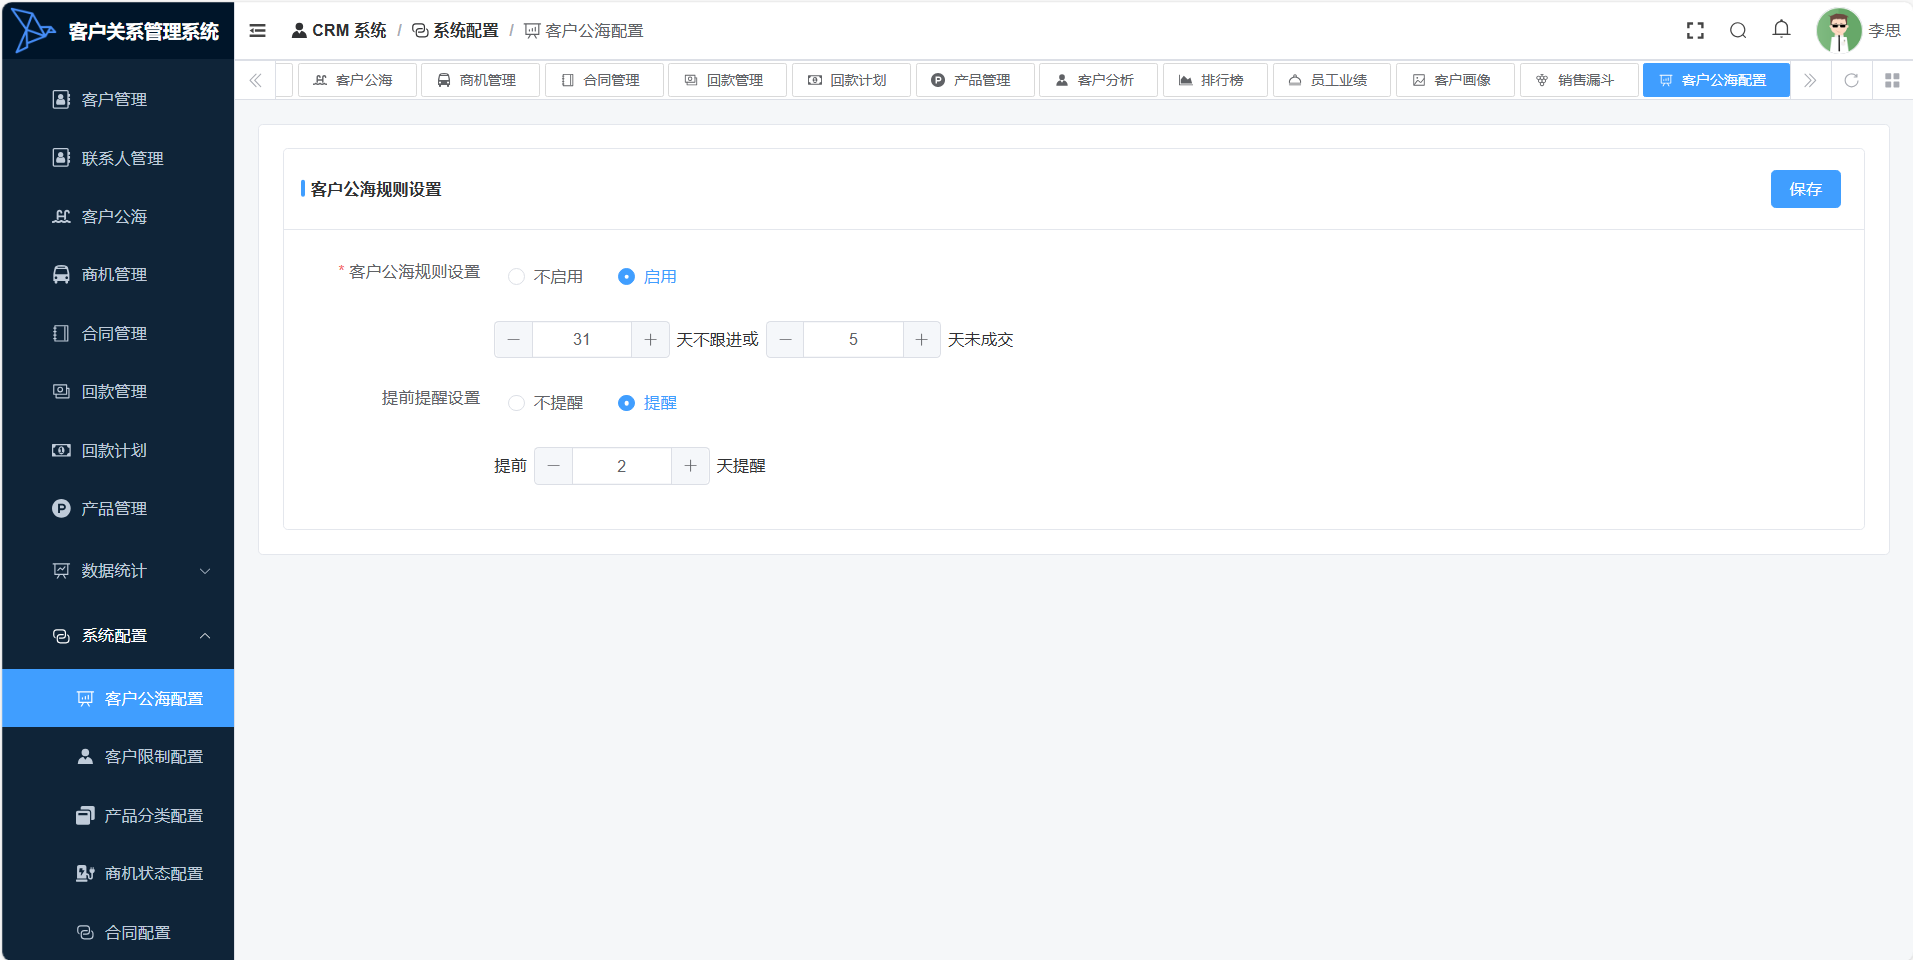 客户关系管理系统
CRM 系统 / 系统配置 / 客户公海配置
李思
客户公海 商机管理 合同管理 回款管理 回款计划 产品管理 客户分析 排行榜 员工业绩 客户画像 销售漏斗 客户公海配置
客户管理
联系人管理
客户公海
商机管理
合同管理
回款管理
回款计划
产品管理
数据统计
系统配置
客户公海配置
客户限制配置
产品分类配置
商机状态配置
合同配置
客户公海规则设置
保存
* 客户公海规则设置 不启用 启用
31 天不跟进或 5 天未成交
提前提醒设置 不提醒 提醒
提前 2 天提醒